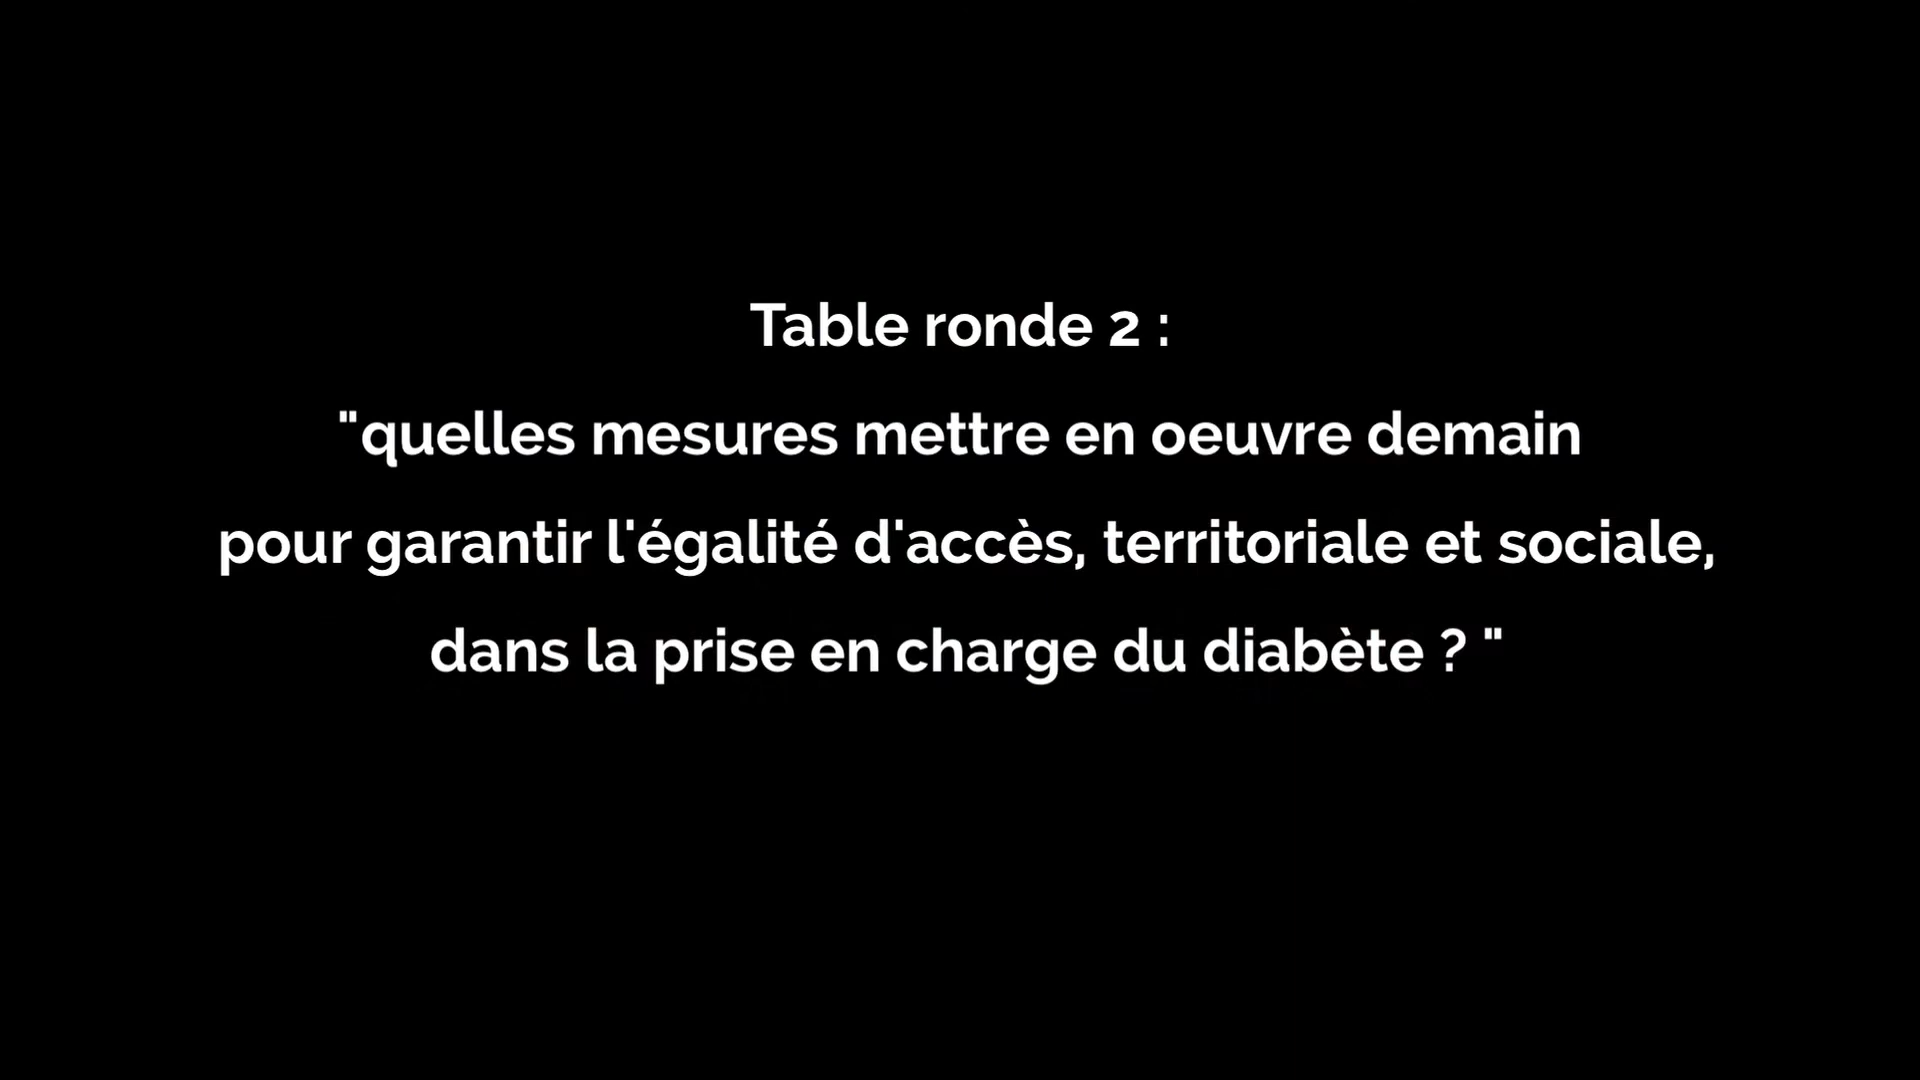 Table ronde 2 :
"quelles mesures mettre en oeuvre demain
pour garantir l'égalité d'accès, territoriale et sociale,
dans la prise en charge du diabète ? "